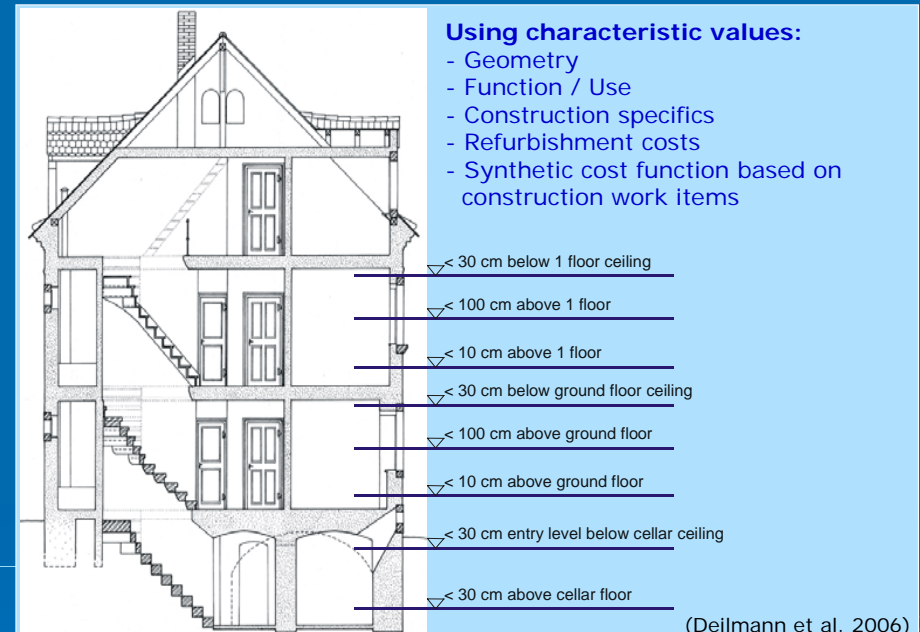 Using characteristic values:
- Geometry
- Function / Use
- Construction specifics
- Refurbishment costs
- Synthetic cost function based on
construction work items
< 30 cm below 1 floor ceiling
< 100 cm above 1 floor
< 10 cm above 1 floor
< 30 cm below ground floor ceiling
< 100 cm above ground floor
< 10 cm above ground floor
< 30 cm entry level below cellar ceiling
< 30 cm above cellar floor
(Deilmann et al. 2006)